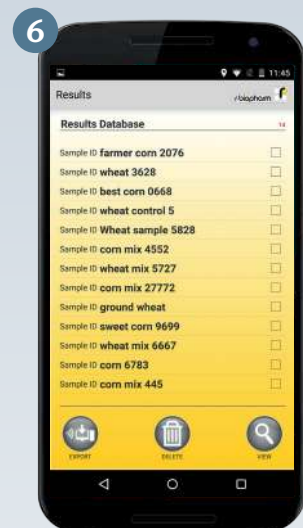 6
11:45
Results
r-biopharm
Results Database
14
Sample ID farmer corn 2076
Sample ID wheat 3628
Sample ID best corn 0668
Sample ID wheat control 5
Sample ID Wheat sample 5828
Sample ID corn mix 4552
Sample ID wheat mix 5727
Sample ID corn mix 27772
Sample ID ground wheat
Sample ID sweet corn 9699
Sample ID wheat mix 6667
Sample ID corn 6783
Sample ID corn mix 445
EXPORT
DELETE
VIEW